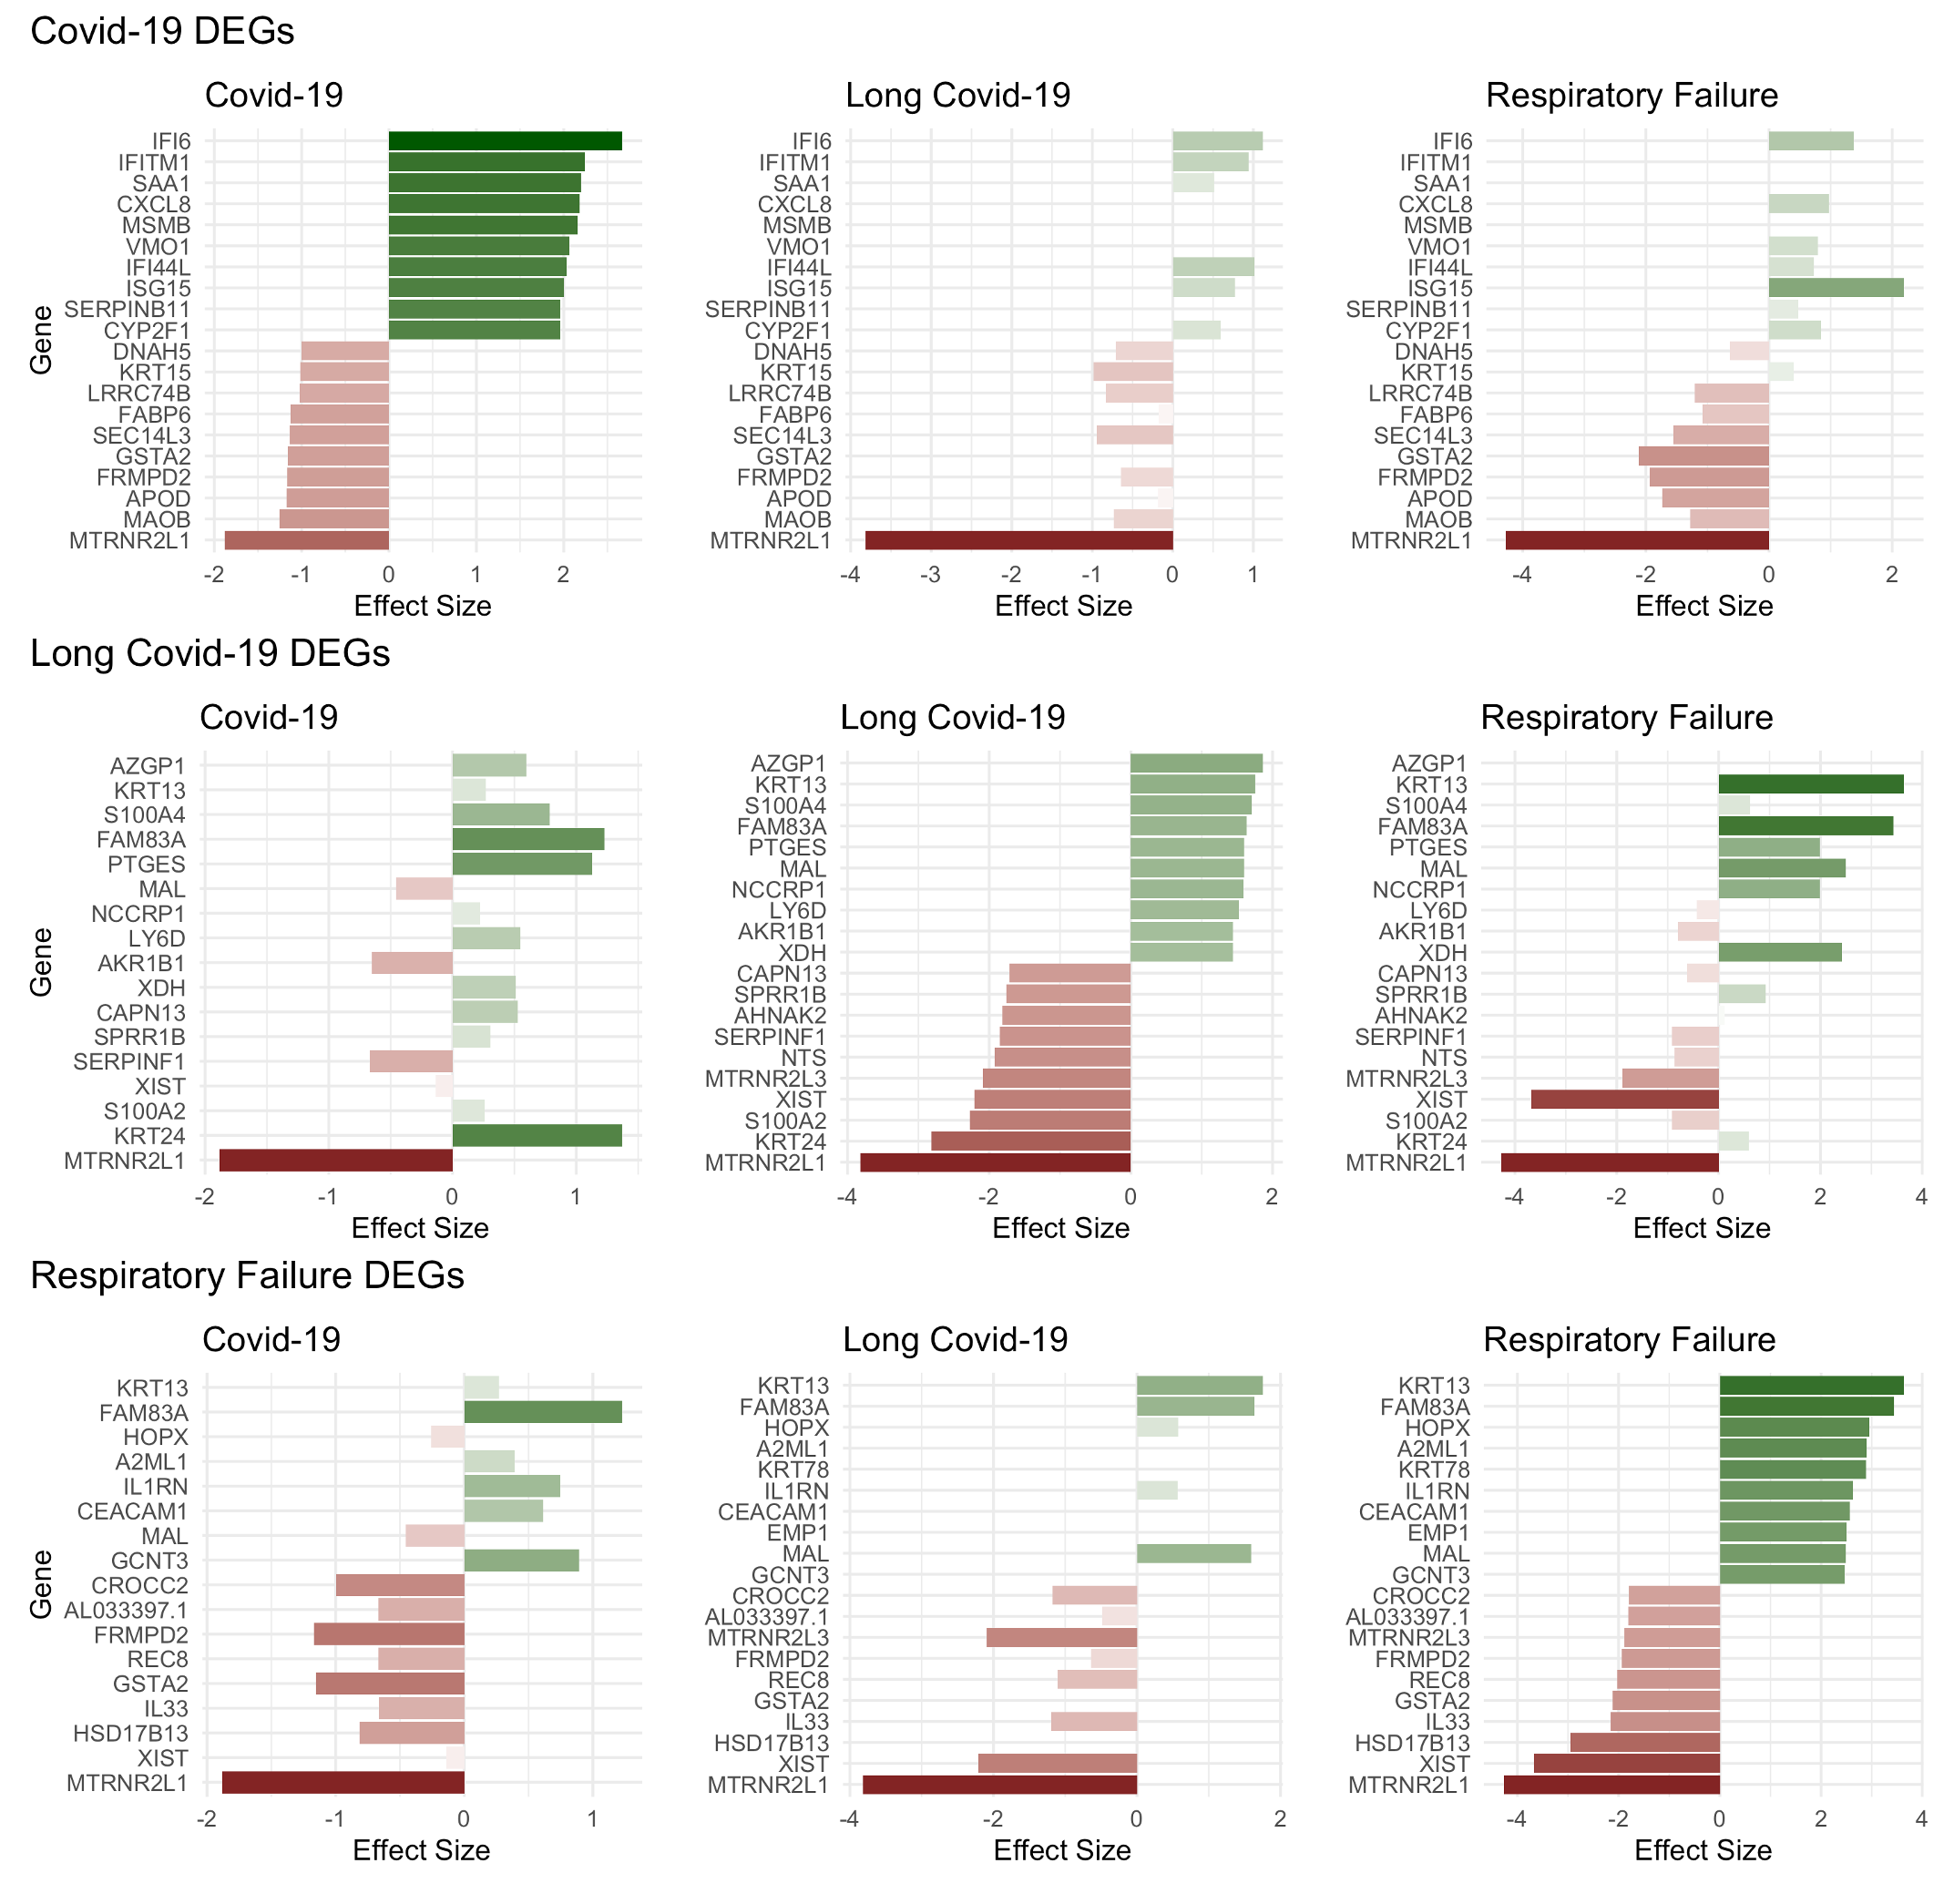 Covid-19 DEGs
Covid-19
Gene
IFI6
IFITM1
SAA1
CXCL8
MSMB
VMO1
IFI44L
ISG15
SERPINB11
CYP2F1
DNAH5
KRT15
LRRC74B
FABP6
SEC14L3
GSTA2
FRMPD2
APOD
MAOB
MTRNR2L1
-2 -1 0 1 2
Effect Size
Long Covid-19
IFI6
IFITM1
SAA1
CXCL8
MSMB
VMO1
IFI44L
ISG15
SERPINB11
CYP2F1
DNAH5
KRT15
LRRC74B
FABP6
SEC14L3
GSTA2
FRMPD2
APOD
MAOB
MTRNR2L1
-4 -3 -2 -1 0 1
Effect Size
Respiratory Failure
IFI6
IFITM1
SAA1
CXCL8
MSMB
VMO1
IFI44L
ISG15
SERPINB11
CYP2F1
DNAH5
KRT15
LRRC74B
FABP6
SEC14L3
GSTA2
FRMPD2
APOD
MAOB
MTRNR2L1
-4 -2 0 2
Effect Size
Long Covid-19 DEGs
Covid-19
Gene
AZGP1
KRT13
S100A4
FAM83A
PTGES
MAL
NCCRP1
LY6D
AKR1B1
XDH
CAPN13
SPRR1B
SERPINF1
XIST
S100A2
KRT24
MTRNR2L1
-2 -1 0 1
Effect Size
Long Covid-19
AZGP1
KRT13
S100A4
FAM83A
PTGES
MAL
NCCRP1
LY6D
AKR1B1
XDH
CAPN13
SPRR1B
AHNAK2
SERPINF1
NTS
MTRNR2L3
XIST
S100A2
KRT24
MTRNR2L1
-4 -2 0 2
Effect Size
Respiratory Failure
AZGP1
KRT13
S100A4
FAM83A
PTGES
MAL
NCCRP1
LY6D
AKR1B1
XDH
CAPN13
SPRR1B
AHNAK2
SERPINF1
NTS
MTRNR2L3
XIST
S100A2
KRT24
MTRNR2L1
-4 -2 0 2 4
Effect Size
Respiratory Failure DEGs
Covid-19
Gene
KRT13
FAM83A
HOPX
A2ML1
IL1RN
CEACAM1
MAL
GCNT3
CROCC2
AL033397.1
FRMPD2
REC8
GSTA2
IL33
HSD17B13
XIST
MTRNR2L1
-2 -1 0 1
Effect Size
Long Covid-19
KRT13
FAM83A
HOPX
A2ML1
KRT78
IL1RN
CEACAM1
EMP1
MAL
GCNT3
CROCC2
AL033397.1
MTRNR2L3
FRMPD2
REC8
GSTA2
IL33
HSD17B13
XIST
MTRNR2L1
-4 -2 0 2
Effect Size
Respiratory Failure
KRT13
FAM83A
HOPX
A2ML1
KRT78
IL1RN
CEACAM1
EMP1
MAL
GCNT3
CROCC2
AL033397.1
MTRNR2L3
FRMPD2
REC8
GSTA2
IL33
HSD17B13
XIST
MTRNR2L1
-4 -2 0 2 4
Effect Size